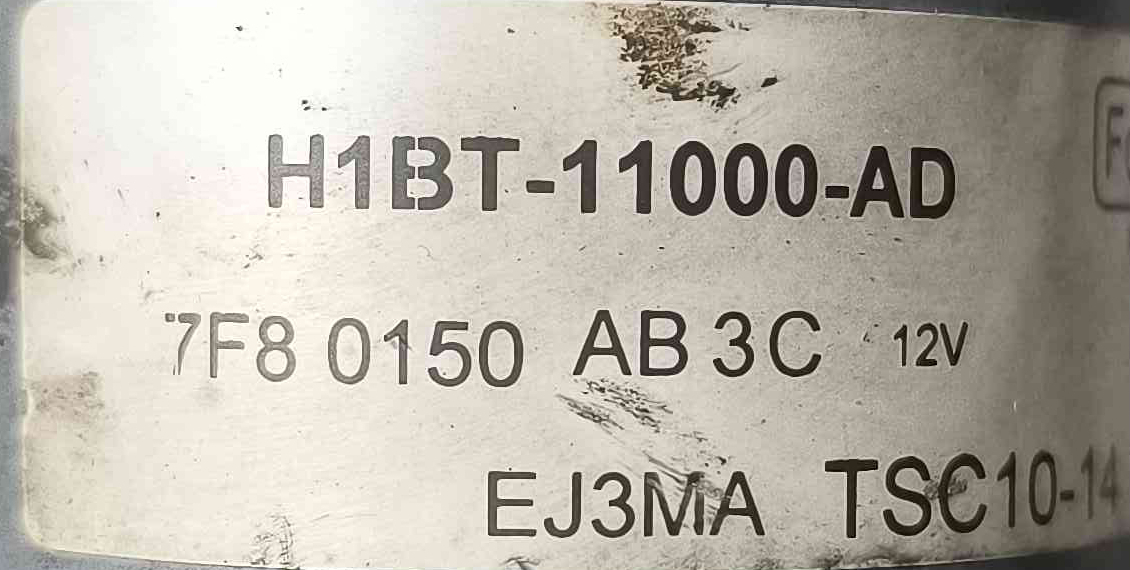 H1BT-11000-AD
7F8 0150 AB 3C 12V
EJ3MA TSC10-14